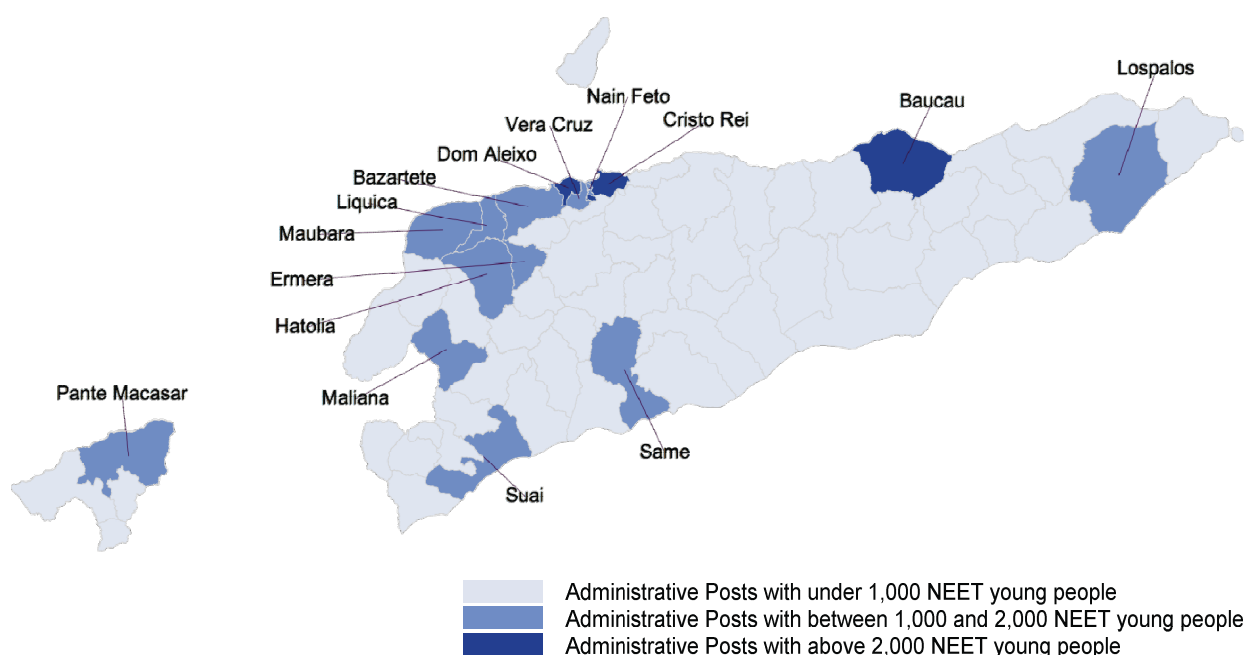 Lospalos
Nain Feto
Baucau
Vera Cruz
Cristo Rei
Dom Aleixo
Bazartete
Liquica
Maubara
Ermera
Hatolia
Maliana
Pante Macasar
Same
Suai
Administrative Posts with under 1,000 NEET young people
Administrative Posts with between 1,000 and 2,000 NEET young people
Administrative Posts with above 2,000 NEET young people